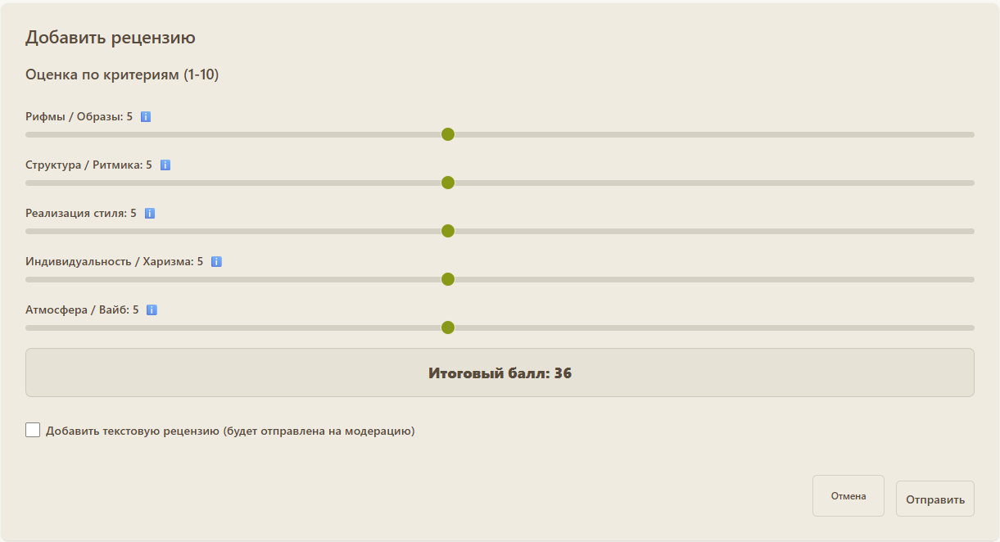 Добавить рецензию
Оценка по критериям (1-10)
Рифмы / Образы: 5 i
Структура / Ритмика: 5 i
Реализация стиля: 5 i
Индивидуальность / Харизма: 5 i
Атмосфера / Вайб: 5 i
Итоговый балл: 36
Добавить текстовую рецензию (будет отправлена на модерацию)
Отмена
Отправить